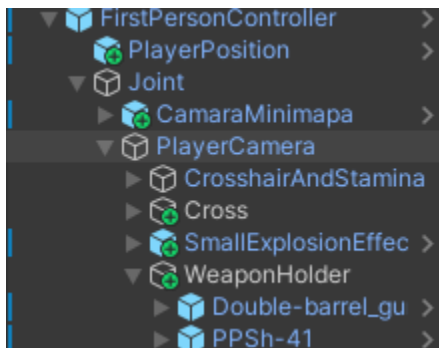 FirstPersonController
PlayerPosition
Joint
CamaraMinimapa
PlayerCamera
CrosshairAndStamina
Cross
SmallExplosionEffec
WeaponHolder
Double-barrel_gu
PPSh-41